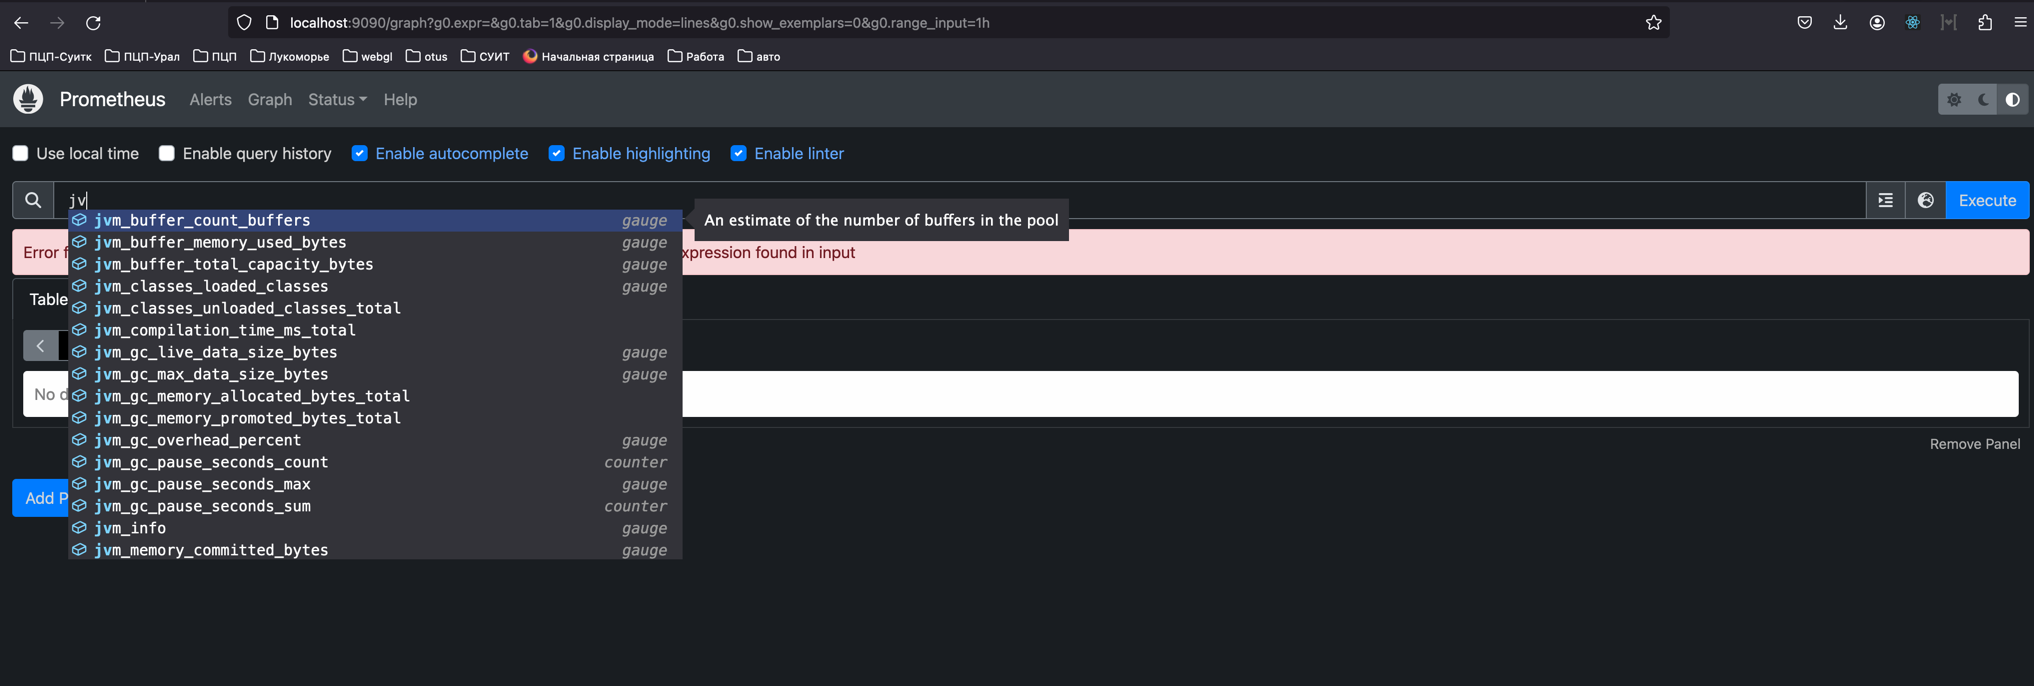 localhost:9090/graph?g0.expr=&g0.tab=1&g0.display_mode=lines&g0.show_exemplars=0&g0.range_input=1h
ПЦП-Суитк ПЦП-Урал ПЦП Лукоморье webgl otus СУИТ Начальная страница Работа авто
Prometheus Alerts Graph Status Help
Use local time Enable query history Enable autocomplete Enable highlighting Enable linter
jv Execute
jvm_buffer_count_buffers gauge An estimate of the number of buffers in the pool
jvm_buffer_memory_used_bytes gauge
Error f xpression found in input
jvm_buffer_total_capacity_bytes gauge
jvm_classes_loaded_classes gauge
Table
jvm_classes_unloaded_classes_total
jvm_compilation_time_ms_total
jvm_gc_live_data_size_bytes gauge
jvm_gc_max_data_size_bytes gauge
No d
jvm_gc_memory_allocated_bytes_total
jvm_gc_memory_promoted_bytes_total
jvm_gc_overhead_percent gauge
Remove Panel
jvm_gc_pause_seconds_count counter
jvm_gc_pause_seconds_max gauge
Add P
jvm_gc_pause_seconds_sum counter
jvm_info gauge
jvm_memory_committed_bytes gauge